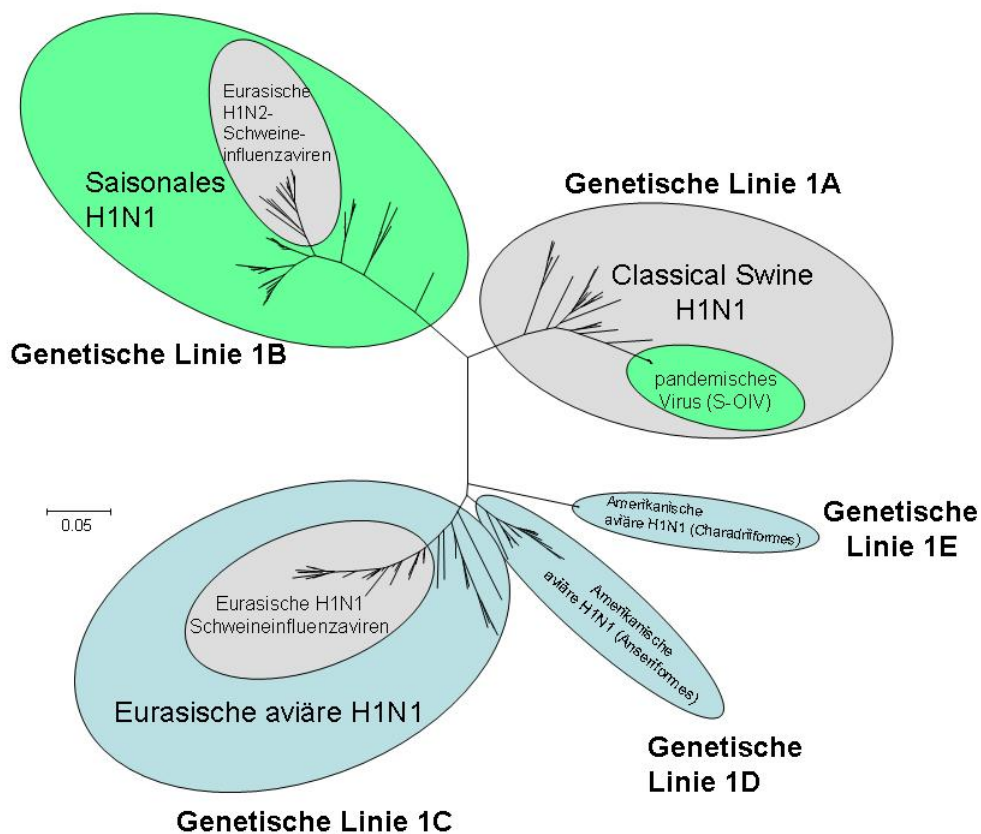 Eurasische
H1N2-
Schweine-
influenzaviren
Saisonales
H1N1
Genetische Linie 1B
Genetische Linie 1A
Classical Swine
H1N1
pandemisches
Virus (S-OIV)
0.05
Amerikanische
aviäre H1N1 (Charadriiformes)
Genetische
Linie 1E
Eurasische H1N1
Schweineinfluenzaviren
Eurasische aviäre H1N1
Genetische Linie 1C
Amerikanische
aviäre H1N1 (Anseriformes)
Genetische
Linie 1D